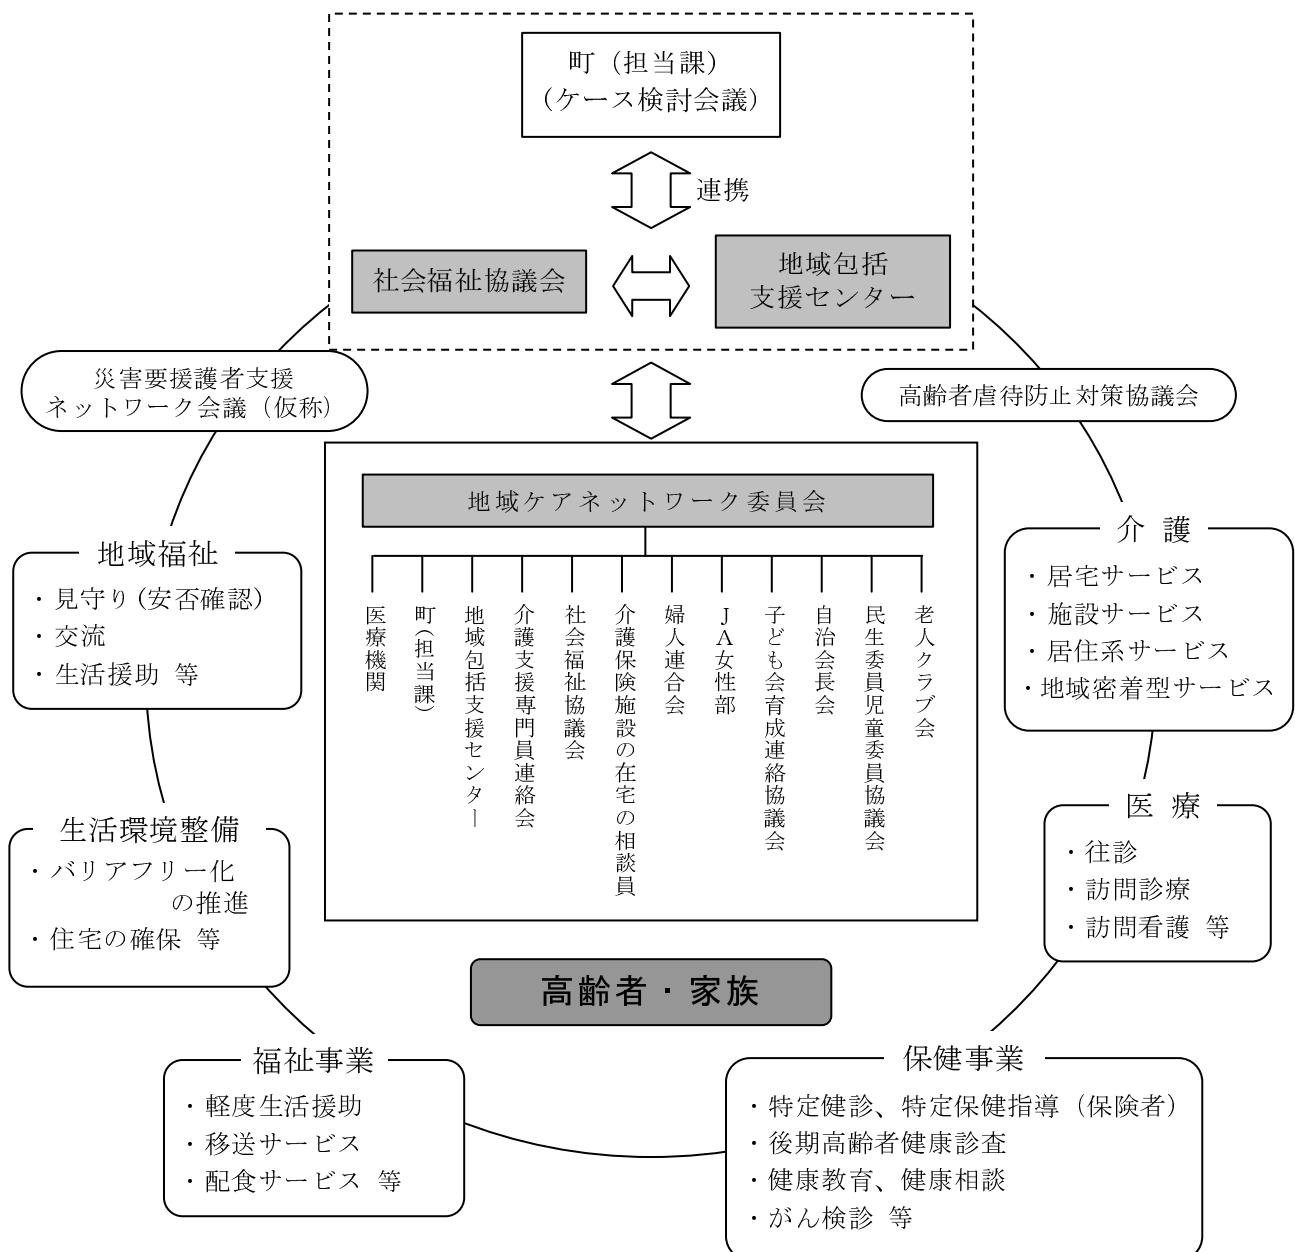 町（担当課）
（ケース検討会議）
連携
社会福祉協議会
地域包括
支援センター
災害要援護者支援
ネットワーク会議（仮称）
高齢者虐待防止対策協議会
地域ケアネットワーク委員会
医療機関
町（担当課）
地域包括支援センター
介護支援専門員連絡会
社会福祉協議会
介護保険施設の在宅の相談員
婦人連合会
ＪＡ女性部
子ども会育成連絡協議会
自治会長会
民生委員児童委員協議会
老人クラブ会
地域福祉
・見守り（安否確認）
・交流
・生活援助 等
介 護
・居宅サービス
・施設サービス
・居住系サービス
・地域密着型サービス
生活環境整備
・バリアフリー化
の推進
・住宅の確保 等
医 療
・往診
・訪問診療
・訪問看護 等
高齢者・家族
福祉事業
・軽度生活援助
・移送サービス
・配食サービス 等
保健事業
・特定健診、特定保健指導（保険者）
・後期高齢者健康診査
・健康教育、健康相談
・がん検診 等